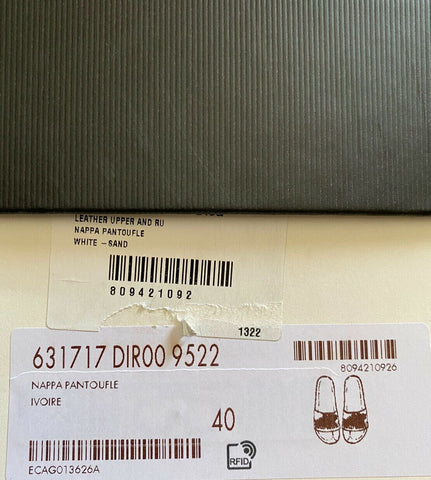 LEATHER UPPER AND RU
NAPPA PANTOUFLE
WHITE -SAND
809421092
1322
631717 DIR00 9522
8094210926
NAPPA PANTOUFLE
IVOIRE
40
RFID
ECAG013626A